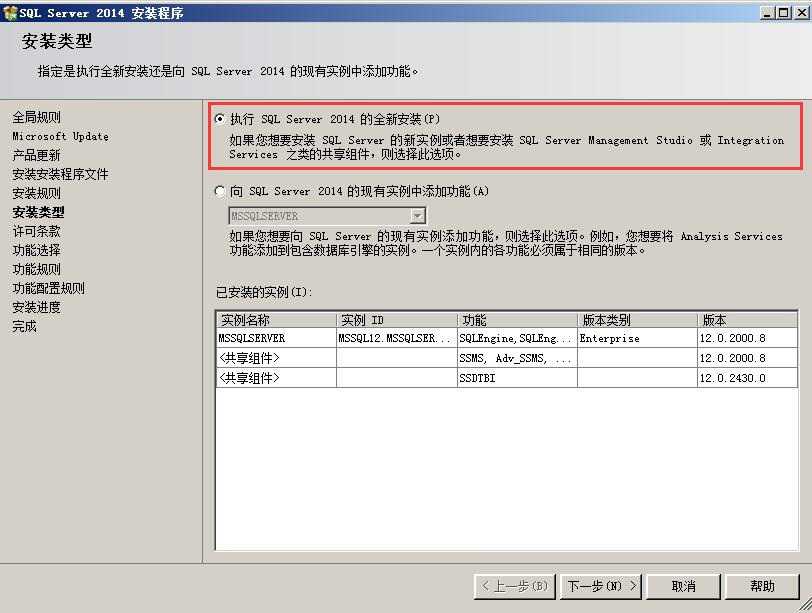 SQL Server 2014 安装程序
安装类型
指定是执行全新安装还是向 SQL Server 2014 的现有实例中添加功能。
全局规则
Microsoft Update
产品更新
安装安装程序文件
安装规则
安装类型
许可条款
功能选择
功能规则
功能配置规则
安装进度
完成
执行 SQL Server 2014 的全新安装(P)
如果您想要安装 SQL Server 的新实例或者想要安装 SQL Server Management Studio 或 Integration
Services 之类的共享组件，则选择此选项。
向 SQL Server 2014 的现有实例中添加功能(A)
MSSQLSERVER
如果您想要向 SQL Server 的现有实例添加功能，则选择此选项。例如，您想要将 Analysis Services
功能添加到包含数据库引擎的实例。一个实例内的各功能必须属于相同的版本。
已安装的实例(I):
实例名称 实例 ID 功能 版本类别 版本
MSSQLSERVER MSSQL12.MSSQLSER... SQLEngine,SQLEng... Enterprise 12.0.2000.8
<共享组件> SSMS, Adv_SSMS, ... 12.0.2000.8
<共享组件> SSDTBI 12.0.2430.0
< 上一步(B) 下一步(N) > 取消 帮助